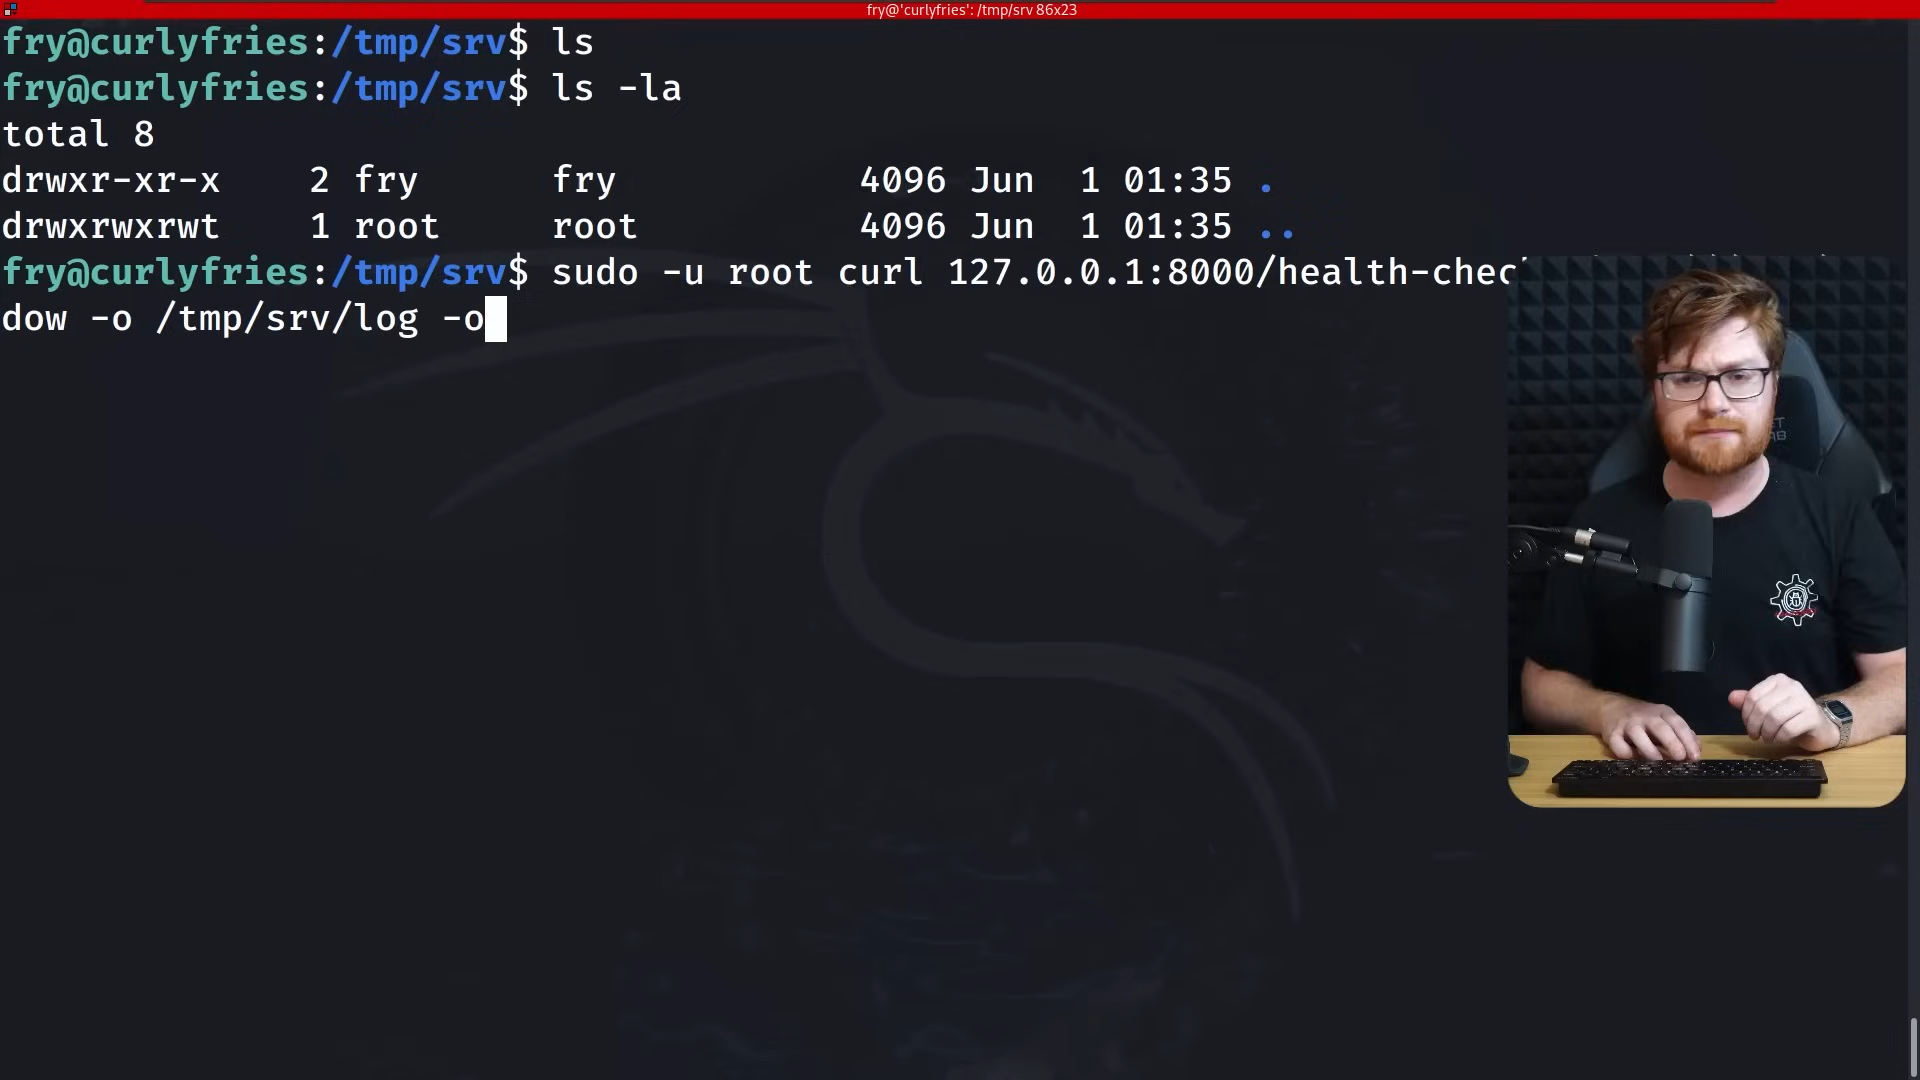 fry@'curlyfries': /tmp/srv 86x23
fry@curlyfries:/tmp/srv$ ls
fry@curlyfries:/tmp/srv$ ls -la
total 8
drwxr-xr-x 2 fry fry 4096 Jun 1 01:35 .
drwxrwxrwt 1 root root 4096 Jun 1 01:35 ..
fry@curlyfries:/tmp/srv$ sudo -u root curl 127.0.0.1:8000/health-chec
dow -o /tmp/srv/log -o